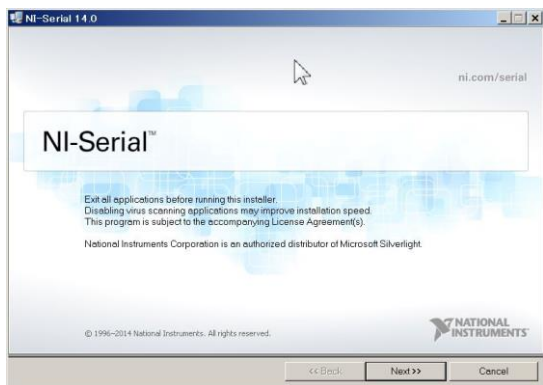 NI-Serial 14.0
ni.com/serial
NI-Serial™
Exit all applications before running this installer.
Disabling virus scanning applications may improve installation speed.
This program is subject to the accompanying License Agreement(s).
National Instruments Corporation is an authorized distributor of Microsoft Silverlight.
© 1996–2014 National Instruments. All rights reserved.
NATIONAL
INSTRUMENTS™
<< Back
Next >>
Cancel